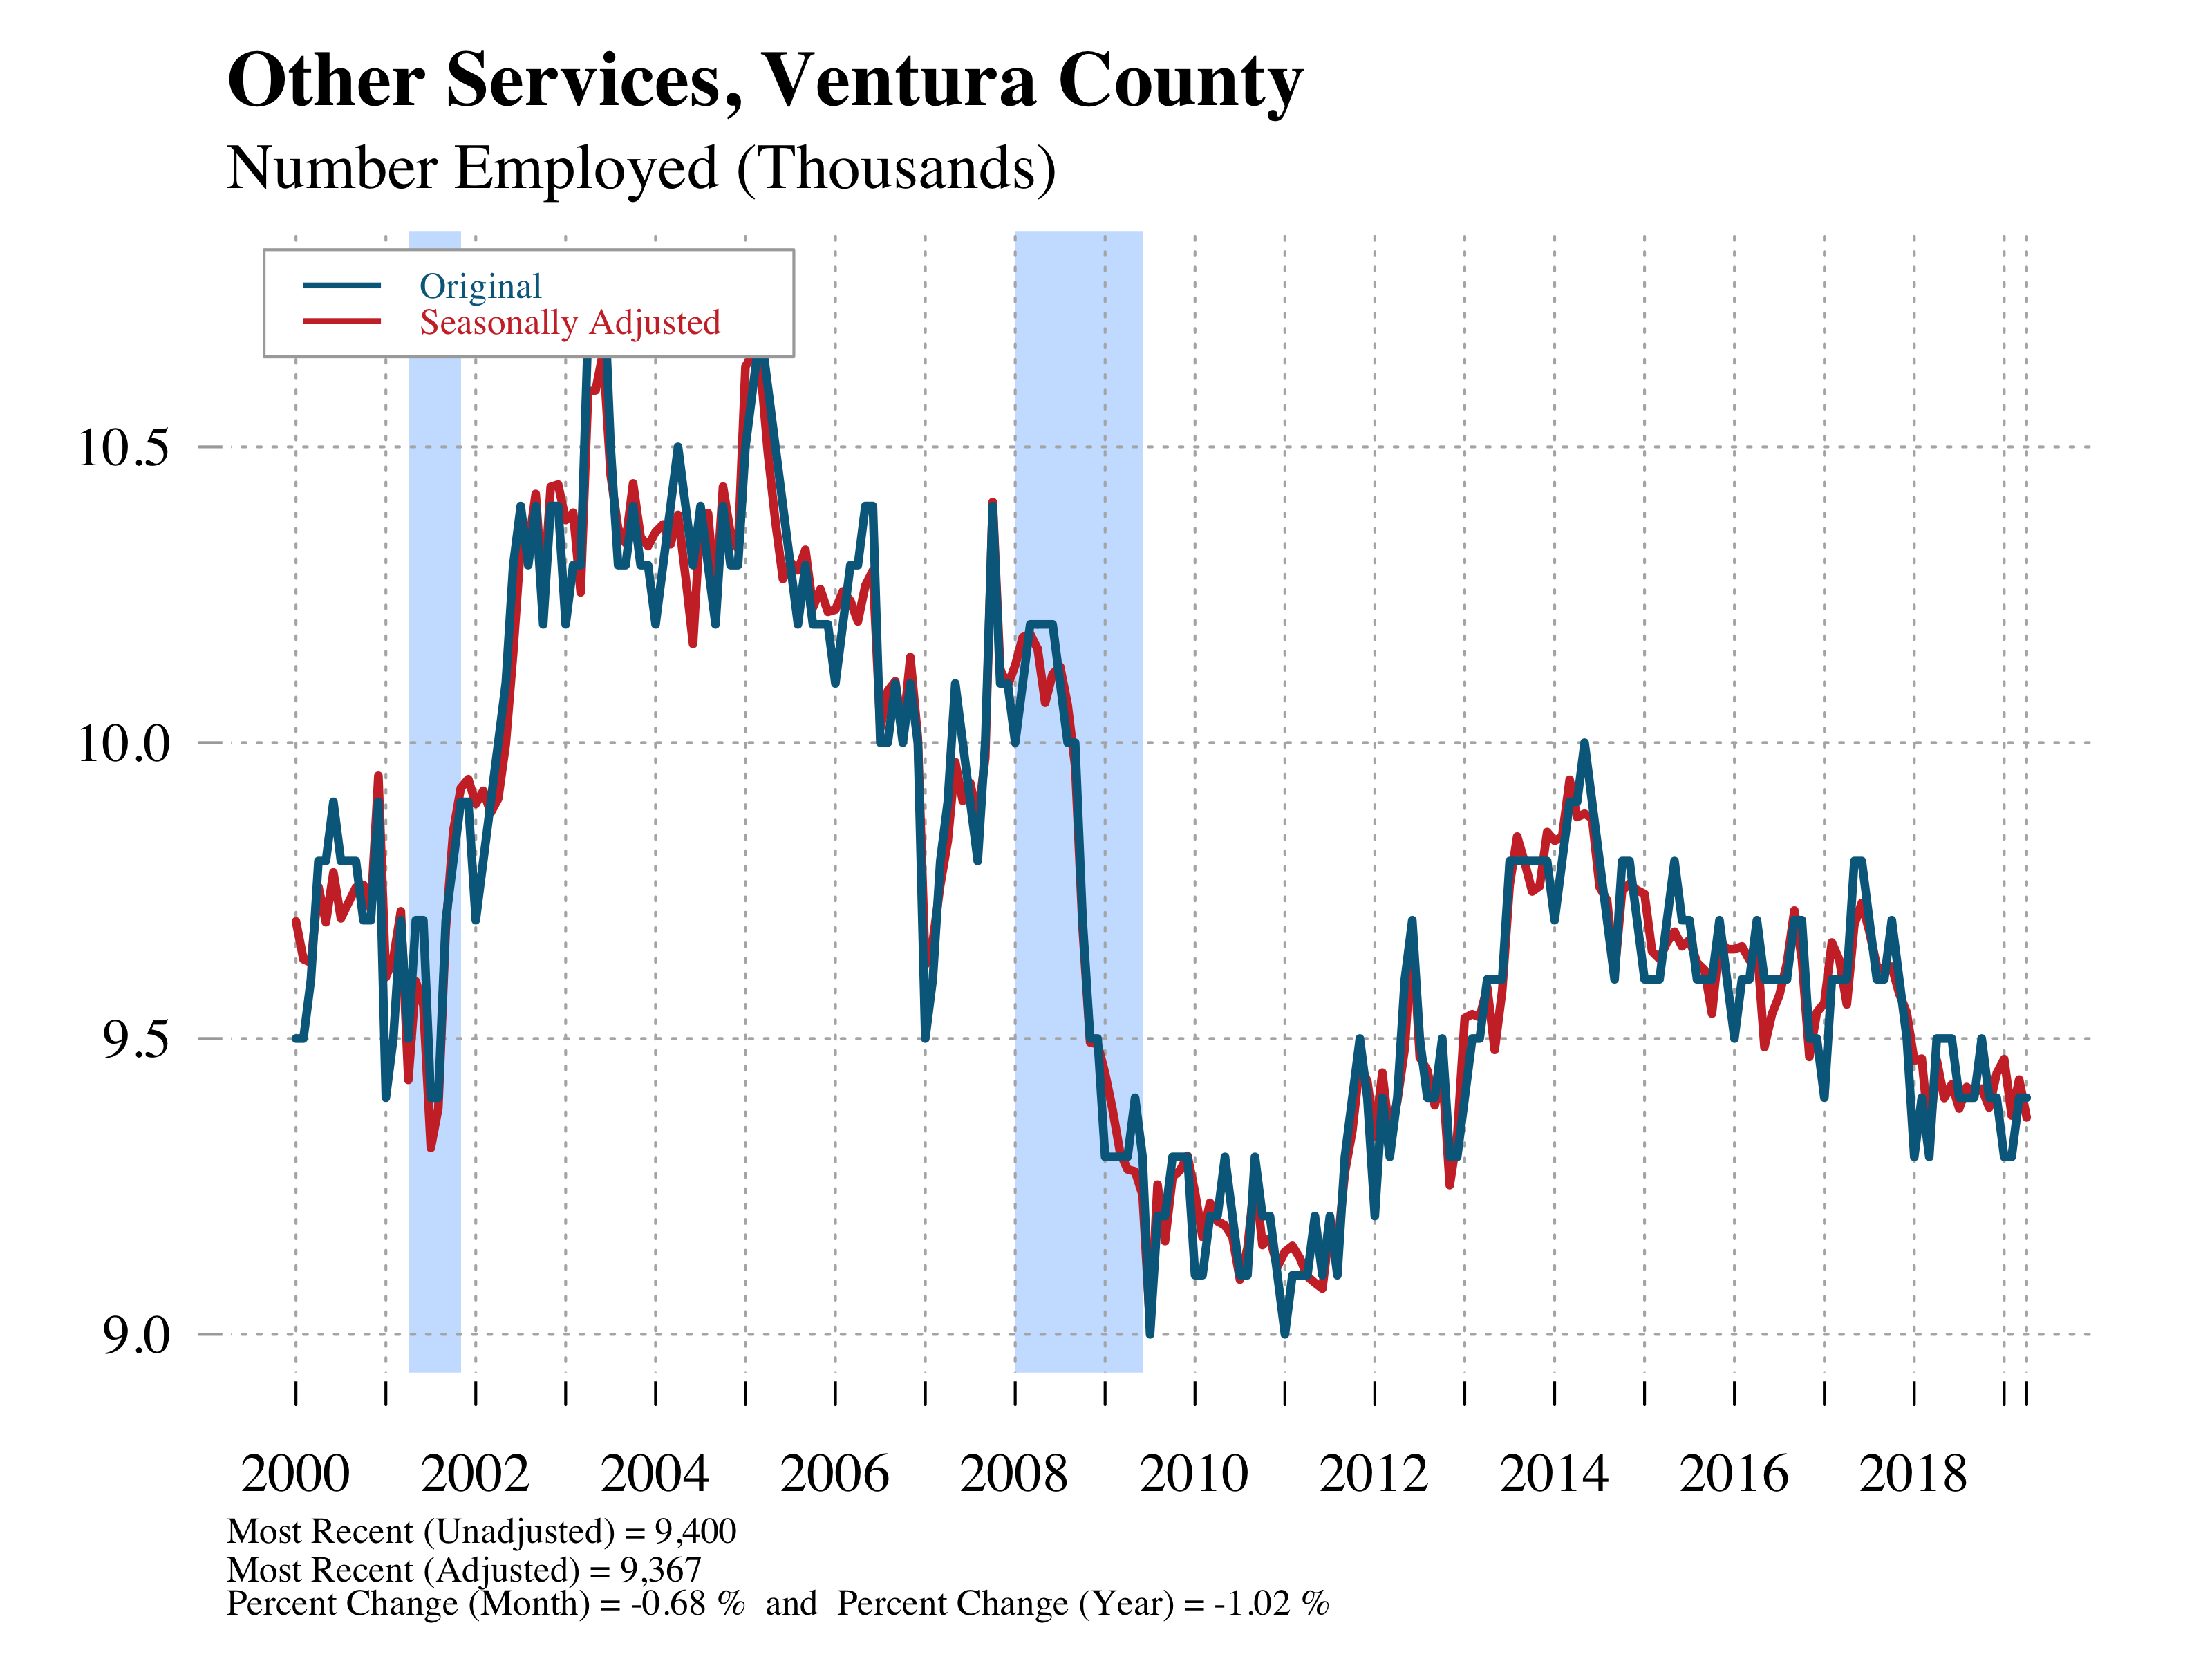 Other Services, Ventura County
Number Employed (Thousands)
Original
Seasonally Adjusted
10.5
10.0
9.5
9.0
2000 2002 2004 2006 2008 2010 2012 2014 2016 2018
Most Recent (Unadjusted) = 9,400
Most Recent (Adjusted) = 9,367
Percent Change (Month) = -0.68 % and Percent Change (Year) = -1.02 %